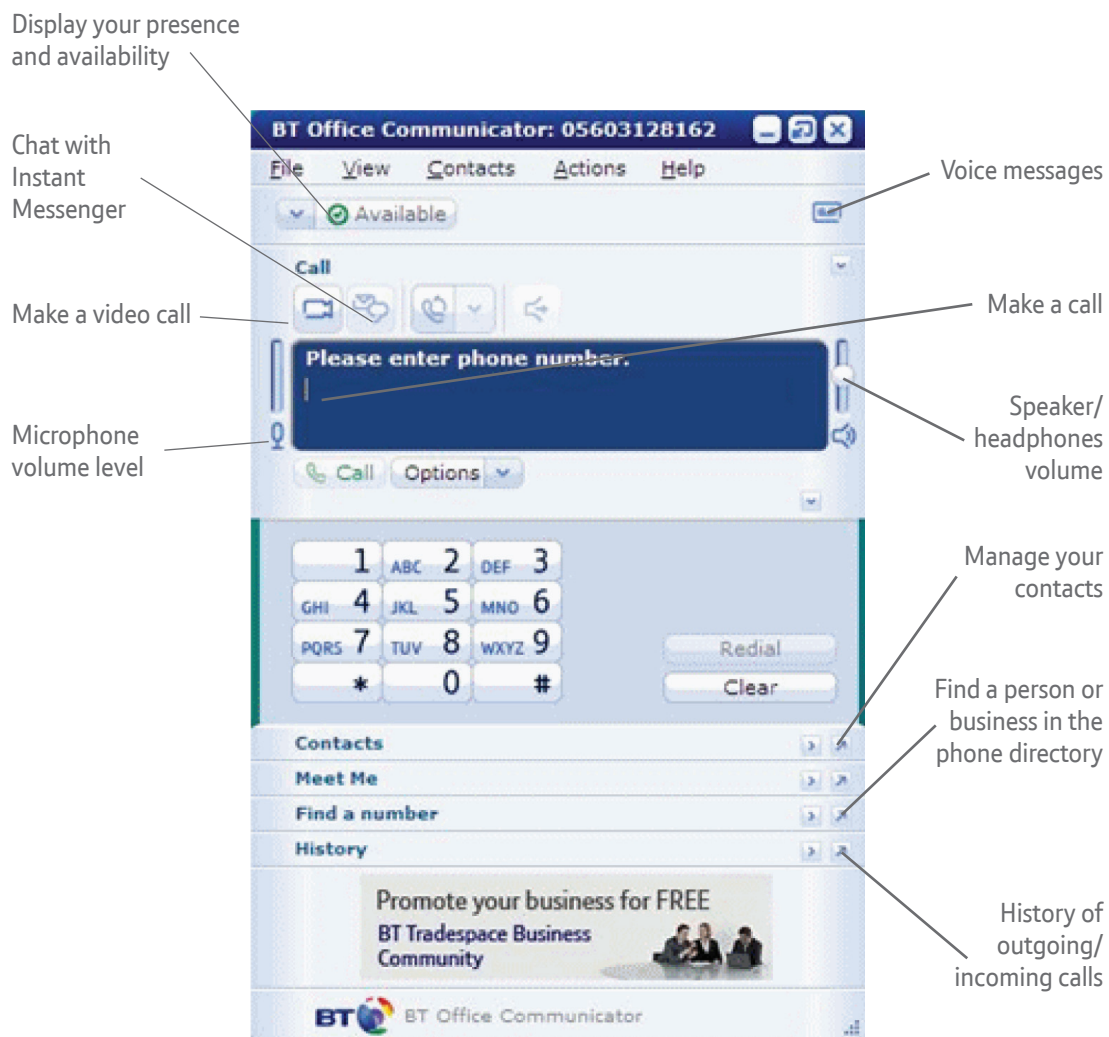 Display your presence
and availability
Chat with
Instant
Messenger
Make a video call
Microphone
volume level
BT Office Communicator: 05603128162
File View Contacts Actions Help
Available
Call
Please enter phone number.
Call Options
1 ABC 2 DEF 3
GHI 4 JKL 5 MNO 6
PQRS 7 TUV 8 WXYZ 9
* 0 #
Redial
Clear
Contacts
Meet Me
Find a number
History
Promote your business for FREE
BT Tradespace Business
Community
BT BT Office Communicator
Voice messages
Make a call
Speaker/
headphones
volume
Manage your
contacts
Find a person or
business in the
phone directory
History of
outgoing/
incoming calls